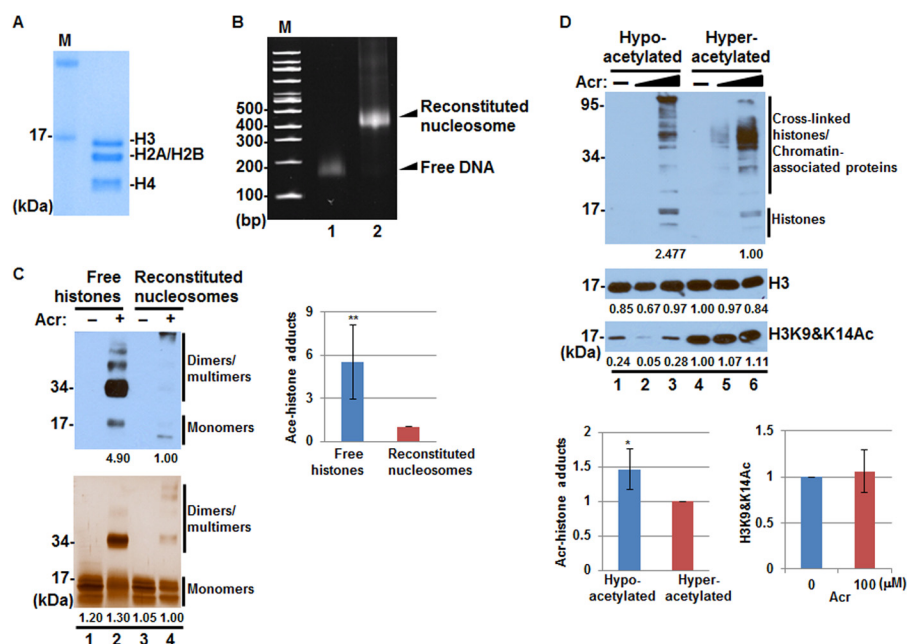 A
M
17
(kDa)
H3
H2A/H2B
H4
B
M
500
400
300
200
100
(bp)
1 2
Reconstituted
nucleosome
Free DNA
C
Free
histones
Reconstituted
nucleosomes
Acr: – + – +
34
17
Dimers/
multimers
Monomers
4.90 1.00
34
17
(kDa)
Dimers/
multimers
Monomers
1.20 1.30 1.05 1.00
1 2 3 4
Ace-histone adducts
9
6
3
0
**
Free
histones
Reconstituted
nucleosomes
D
Hypo-
acetylated
Hyper-
acetylated
Acr: – –
95
34
17
Cross-linked
histones/
Chromatin-
associated proteins
Histones
2.477 1.00
17
H3
0.85 0.67 0.97 1.00 0.97 0.84
17
(kDa)
H3K9&K14Ac
0.24 0.05 0.28 1.00 1.07 1.11
1 2 3 4 5 6
Acr-histone adducts
2
1.5
1
0.5
0
*
Hypo-
acetylated
Hyper-
acetylated
H3K9&K14Ac
1.5
1
0.5
0
0 100 (μM)
Acr